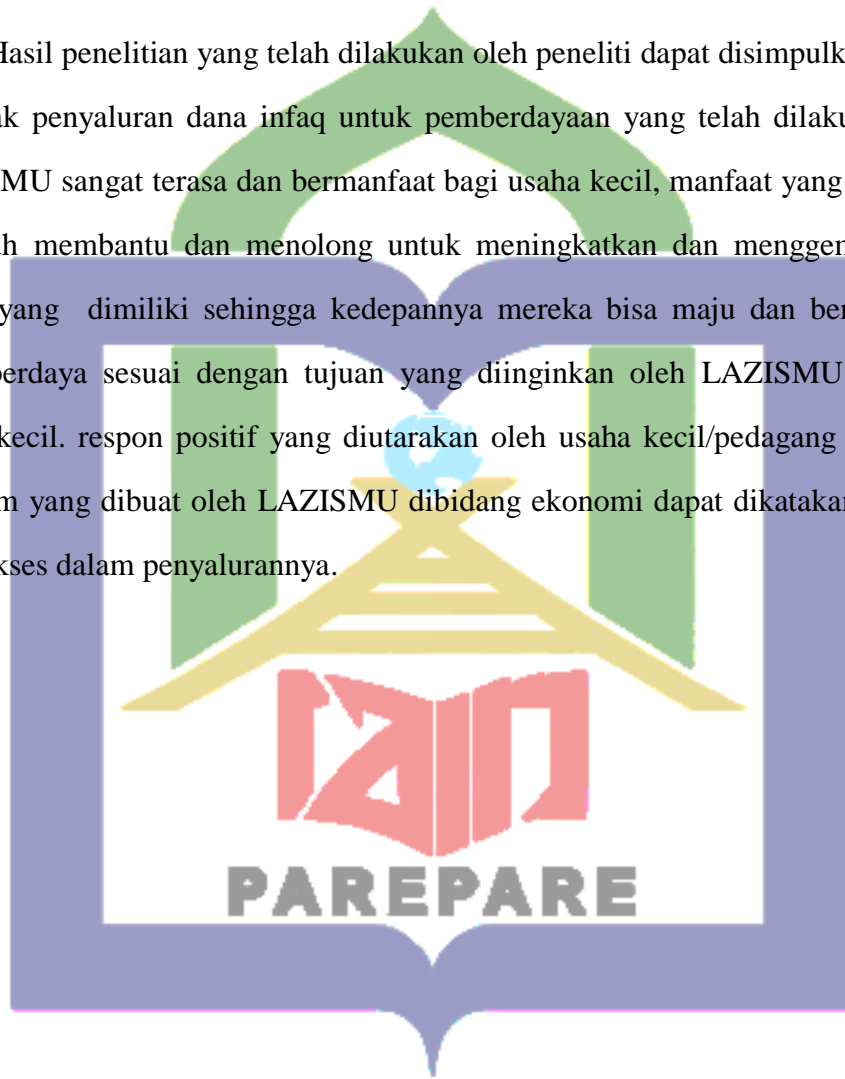 Hasil penelitian yang telah dilakukan oleh peneliti dapat disimpulk
ak penyaluran dana infaq untuk pemberdayaan yang telah dilaku
MU sangat terasa dan bermanfaat bagi usaha kecil, manfaat yang
h membantu dan menolong untuk meningkatkan dan menggen
yang dimiliki sehingga kedepannya mereka bisa maju dan ber
berdaya sesuai dengan tujuan yang diinginkan oleh LAZISMU
kecil. respon positif yang diutarakan oleh usaha kecil/pedagang
m yang dibuat oleh LAZISMU dibidang ekonomi dapat dikatakan
kses dalam penyalurannya.
iain
PAREPARE